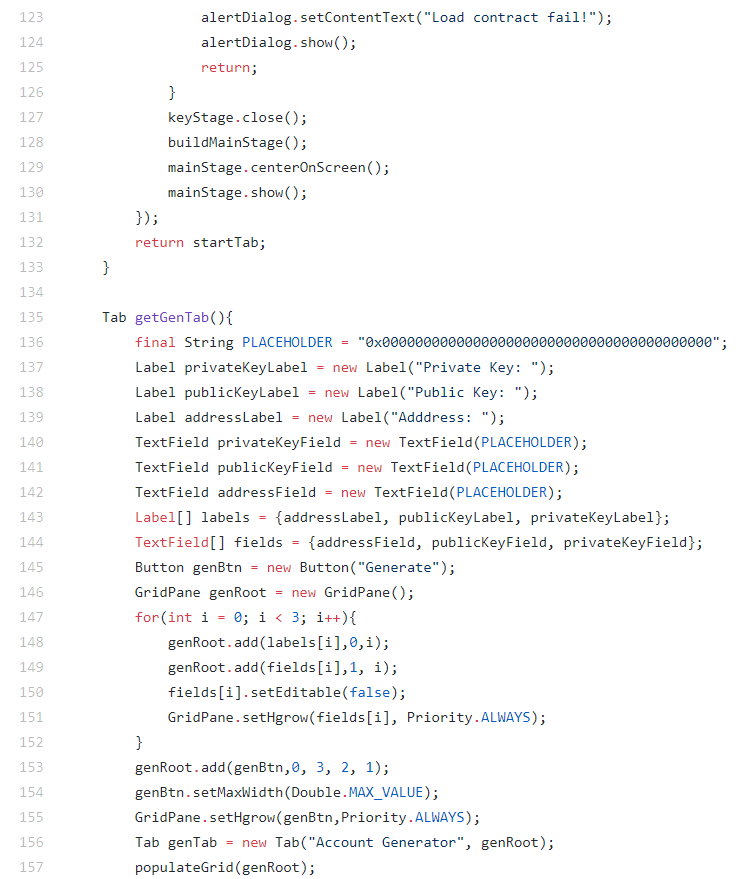 123 alertDialog.setContentText("Load contract fail!");
124 alertDialog.show();
125 return;
126 }
127 keyStage.close();
128 buildMainStage();
129 mainStage.centerOnScreen();
130 mainStage.show();
131 });
132 return startTab;
133 }
134
135 Tab getGenTab(){
136 final String PLACEHOLDER = "0x0000000000000000000000000000000000000000";
137 Label privateKeyLabel = new Label("Private Key: ");
138 Label publicKeyLabel = new Label("Public Key: ");
139 Label addressLabel = new Label("Adddress: ");
140 TextField privateKeyField = new TextField(PLACEHOLDER);
141 TextField publicKeyField = new TextField(PLACEHOLDER);
142 TextField addressField = new TextField(PLACEHOLDER);
143 Label[] labels = {addressLabel, publicKeyLabel, privateKeyLabel};
144 TextField[] fields = {addressField, publicKeyField, privateKeyField};
145 Button genBtn = new Button("Generate");
146 GridPane genRoot = new GridPane();
147 for(int i = 0; i < 3; i++){
148 genRoot.add(labels[i],0,i);
149 genRoot.add(fields[i],1, i);
150 fields[i].setEditable(false);
151 GridPane.setHgrow(fields[i], Priority.ALWAYS);
152 }
153 genRoot.add(genBtn,0, 3, 2, 1);
154 genBtn.setMaxWidth(Double.MAX_VALUE);
155 GridPane.setHgrow(genBtn,Priority.ALWAYS);
156 Tab genTab = new Tab("Account Generator", genRoot);
157 populateGrid(genRoot);